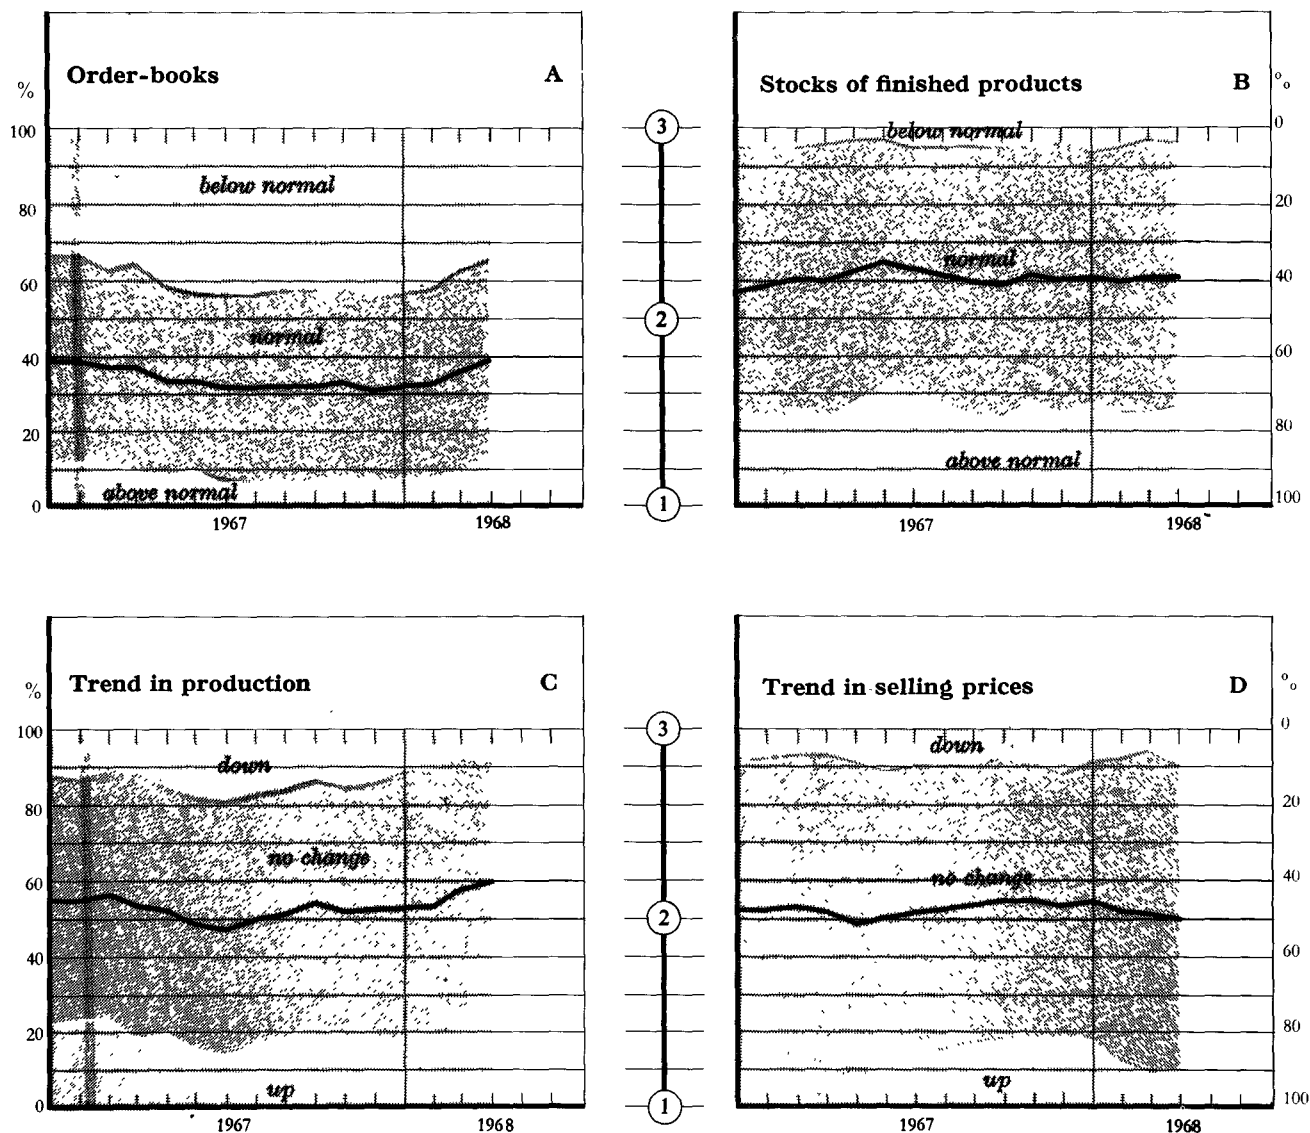 Order-books A
%
100
80
60
40
20
0
below normal
normal
above normal
1967 1968
3
2
1
Stocks of finished products B
%
0
20
40
60
80
100
below normal
normal
above normal
1967 1968
Trend in production C
%
100
80
60
40
20
0
down
no change
up
1967 1968
3
2
1
Trend in selling prices D
%
0
20
40
60
80
100
down
no change
up
1967 1968